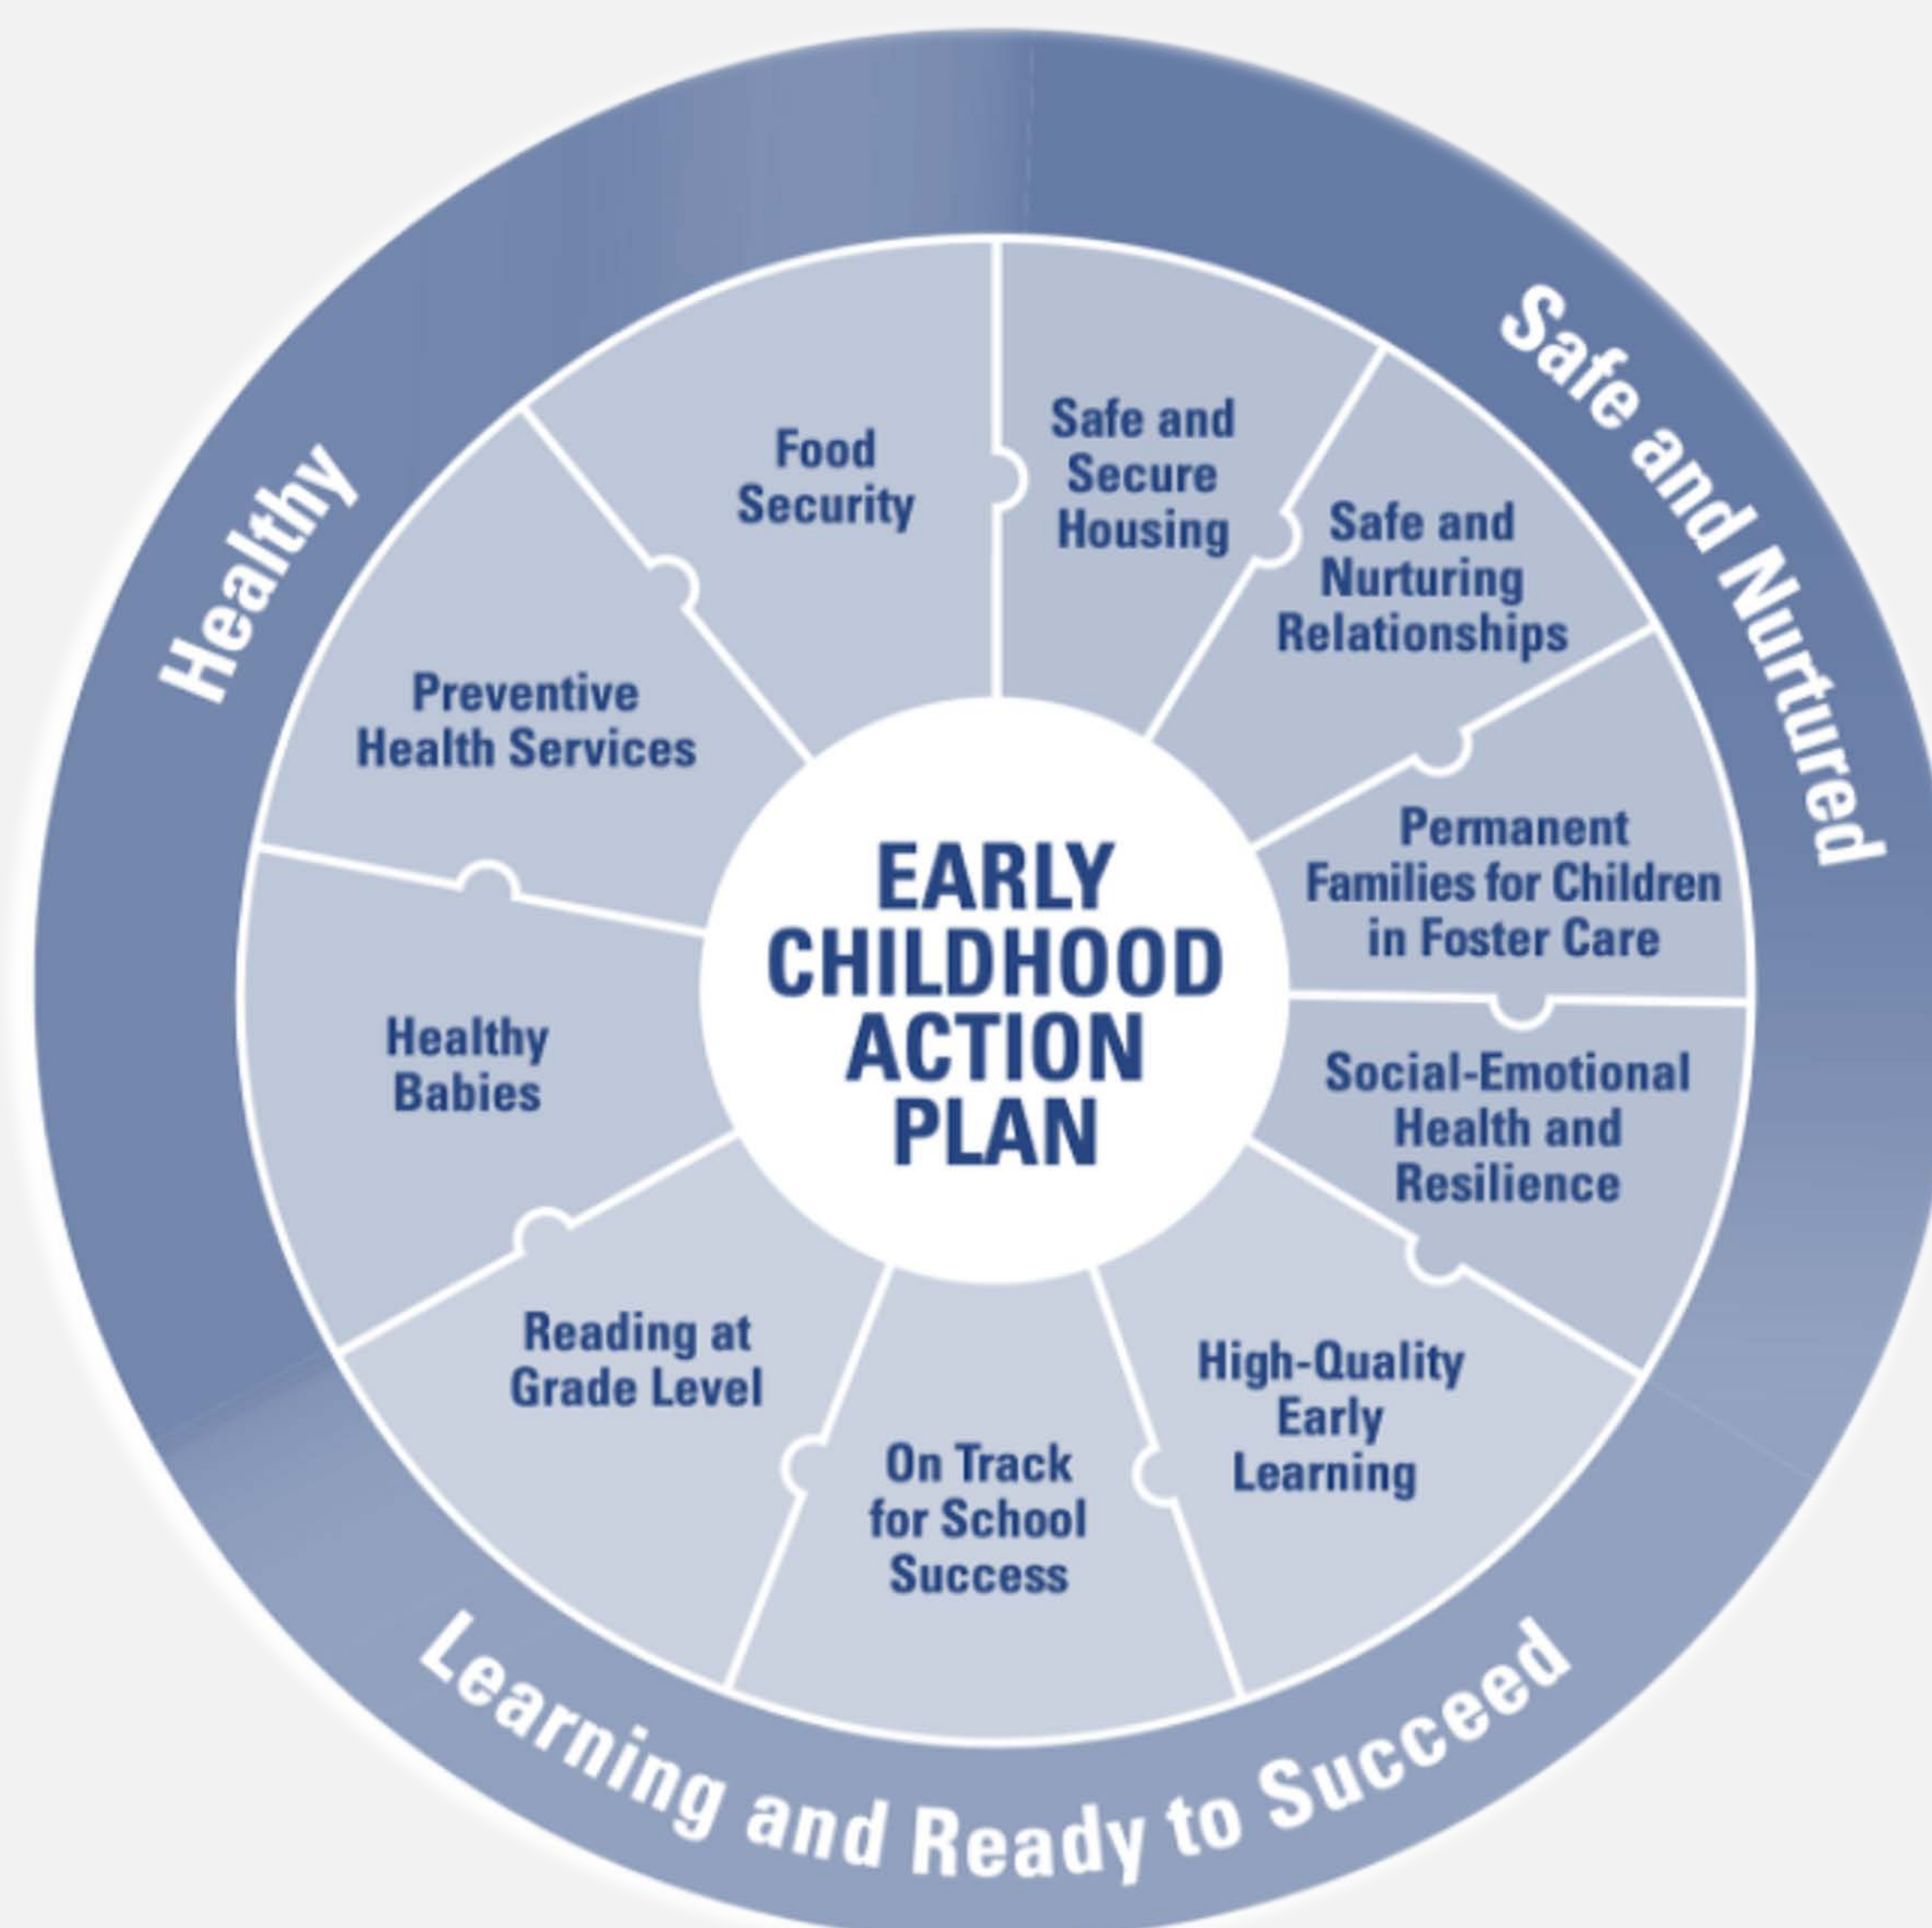 Healthy
Safe and Nurtured
Learning and Ready to Succeed
EARLY
CHILDHOOD
ACTION
PLAN
Food
Security
Safe and
Secure
Housing
Safe and
Nurturing
Relationships
Permanent
Families for Children
in Foster Care
Social-Emotional
Health and
Resilience
High-Quality
Early
Learning
On Track
for School
Success
Reading at
Grade Level
Healthy
Babies
Preventive
Health Services